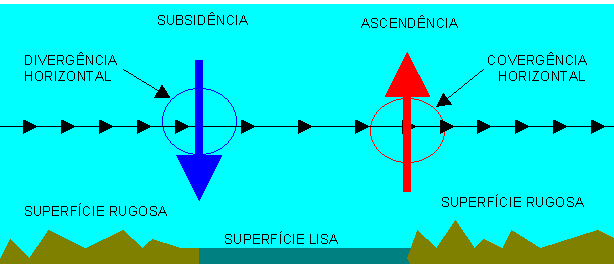 SUBSIDÊNCIA
ASCENDÊNCIA
DIVERGÊNCIA
HORIZONTAL
COVERGÊNCIA
HORIZONTAL
SUPERFÍCIE RUGOSA
SUPERFÍCIE LISA
SUPERFÍCIE RUGOSA